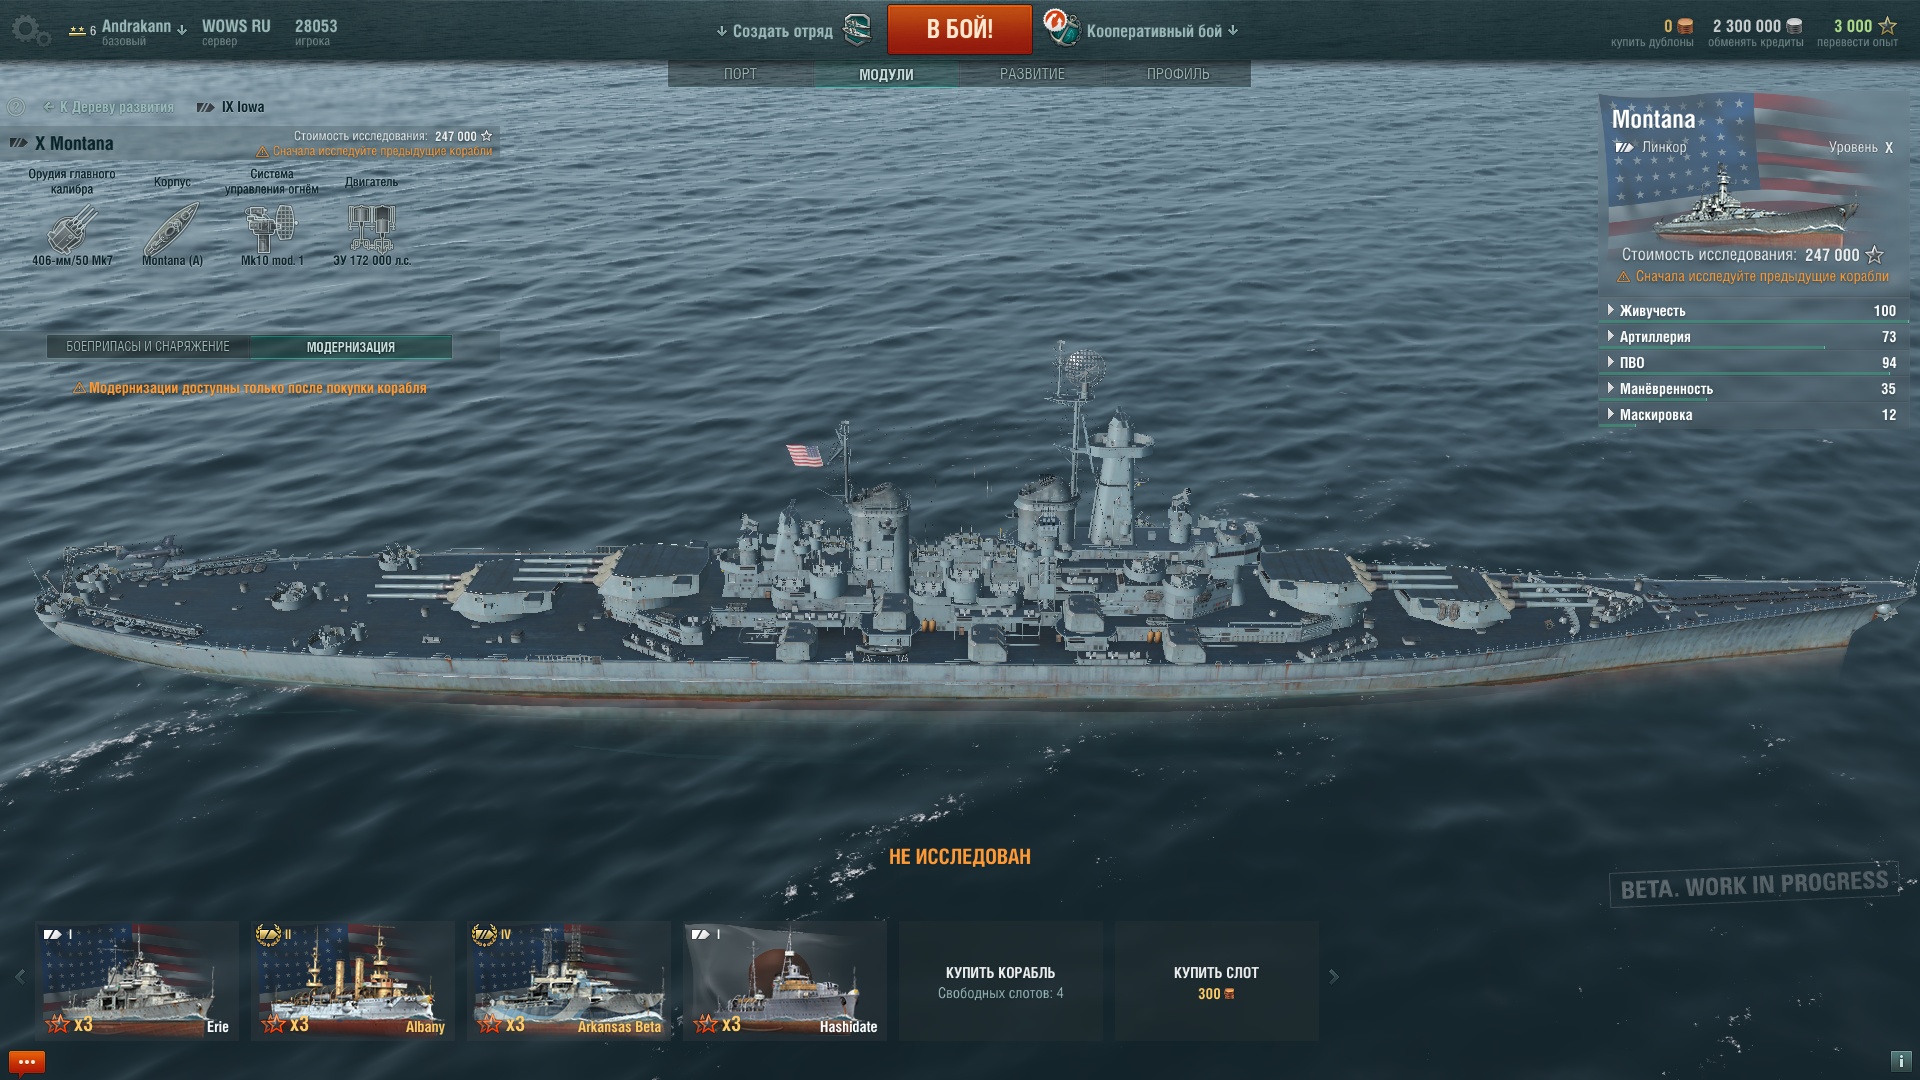 6 Andrakann
базовый
WOWS RU
сервер
28053
игрока
Создать отряд
В БОЙ!
Кооперативный бой
0
купить дублоны
2 300 000
обменять кредиты
3 000
перевести опыт
ПОРТ
МОДУЛИ
РАЗВИТИЕ
ПРОФИЛЬ
К Дереву развития
IX Iowa
X Montana
Стоимость исследования: 247 000
Сначала исследуйте предыдущие корабли
Орудия главного калибра
Корпус
Система управления огнём
Двигатель
406-мм/50 Mk7
Montana (A)
Mk10 mod. 1
ЭУ 172 000 л.с.
БОЕПРИПАСЫ И СНАРЯЖЕНИЕ
МОДЕРНИЗАЦИЯ
Модернизации доступны только после покупки корабля
Montana
Линкор
Уровень X
Стоимость исследования: 247 000
Сначала исследуйте предыдущие корабли
Живучесть 100
Артиллерия 73
ПВО 94
Манёвренность 35
Маскировка 12
НЕ ИССЛЕДОВАН
BETA. WORK IN PROGRESS
I
x3
Erie
II
x3
Albany
IV
x3
Arkansas Beta
I
x3
Hashidate
КУПИТЬ КОРАБЛЬ
Свободных слотов: 4
КУПИТЬ СЛОТ
300